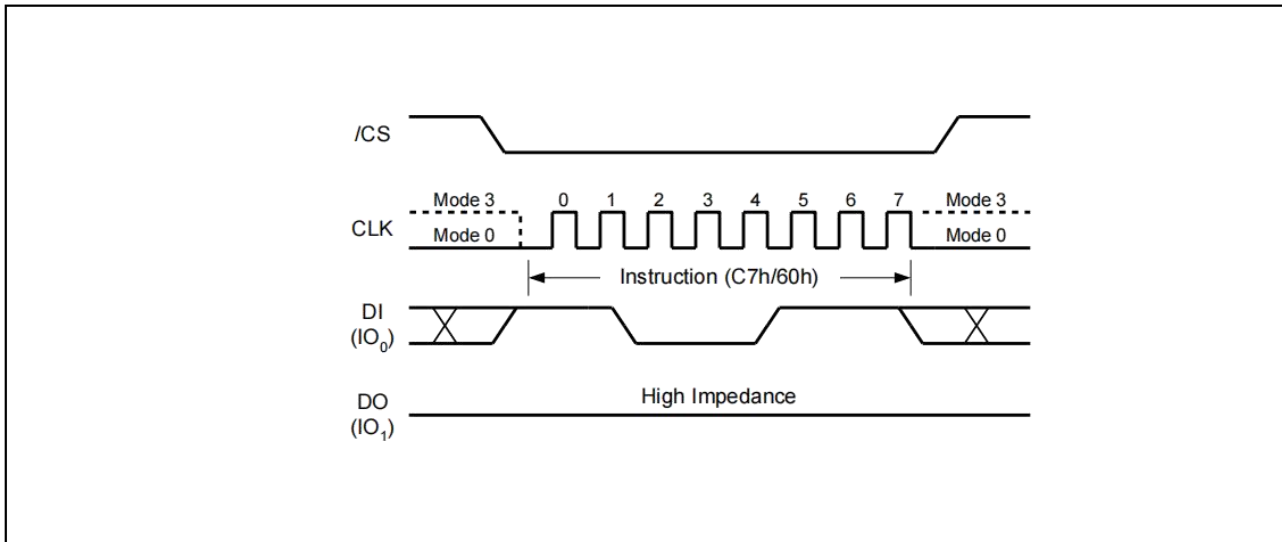 /CS
Mode 3 0 1 2 3 4 5 6 7 Mode 3
CLK
Mode 0 Mode 0
Instruction (C7h/60h)
DI
(IO0)
High Impedance
DO
(IO1)